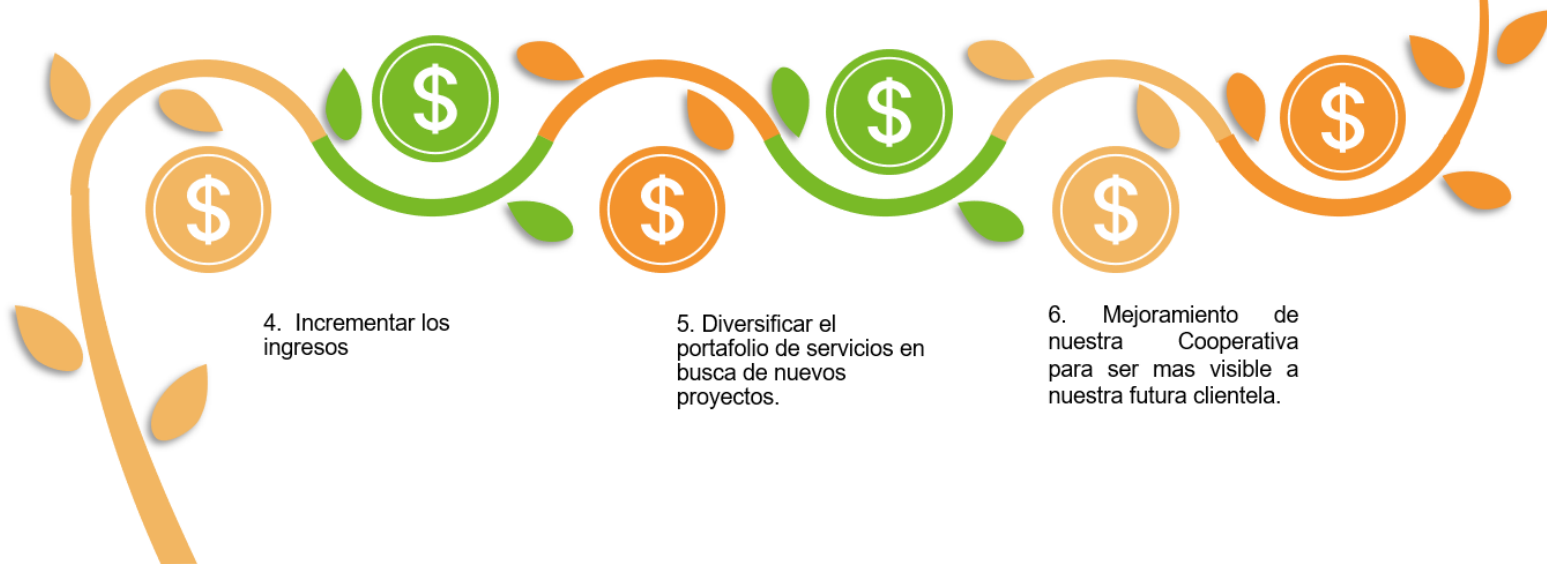 $
$
$
$
$
$
4. Incrementar los
ingresos
5. Diversificar el
portafolio de servicios en
busca de nuevos
proyectos.
6. Mejoramiento de
nuestra Cooperativa
para ser mas visible a
nuestra futura clientela.